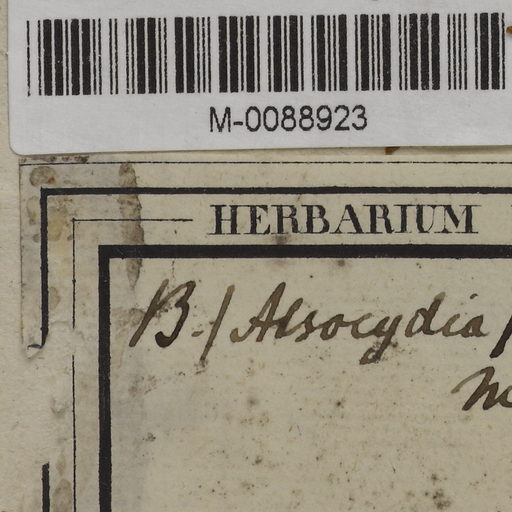 M-0088923
HERBARIUM
B./ Alsocydia